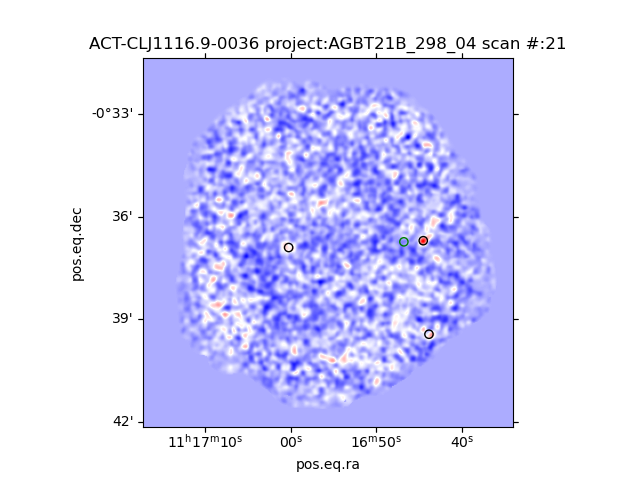 ACT-CLJ1116.9-0036 project:AGBT21B_298_04 scan #:21
-0°33'
36'
39'
42'
11ʰ17ᵐ10ˢ 00ˢ 16ᵐ50ˢ 40ˢ
pos.eq.ra
pos.eq.dec